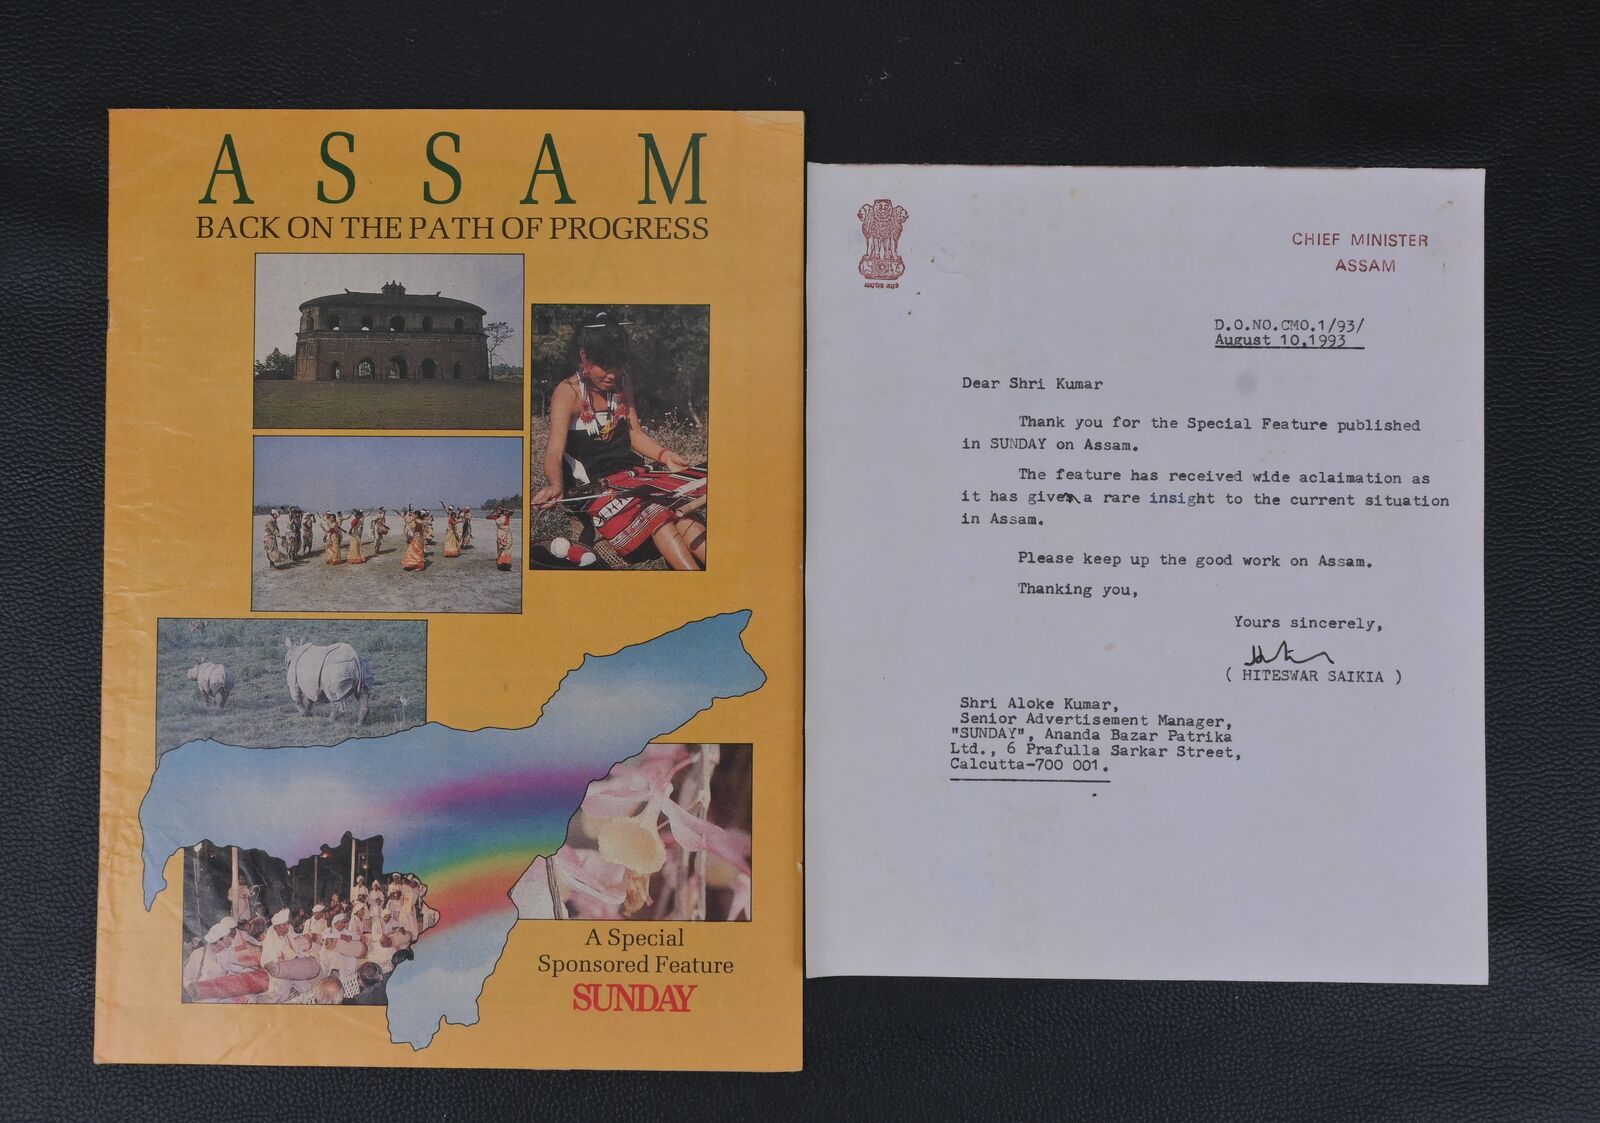 ASSAM
BACK ON THE PATH OF PROGRESS
A Special
Sponsored Feature
SUNDAY
सत्यमेव जयते
CHIEF MINISTER
ASSAM
D.O.NO.CMO.1/93/
August 10,1993
Dear Shri Kumar
Thank you for the Special Feature published
in SUNDAY on Assam.
The feature has received wide aclaimation as
it has given a rare insight to the current situation
in Assam.
Please keep up the good work on Assam.
Thanking you,
Yours sincerely,
( HITESWAR SAIKIA )
Shri Aloke Kumar,
Senior Advertisement Manager,
"SUNDAY", Ananda Bazar Patrika
Ltd., 6 Prafulla Sarkar Street,
Calcutta-700 001.